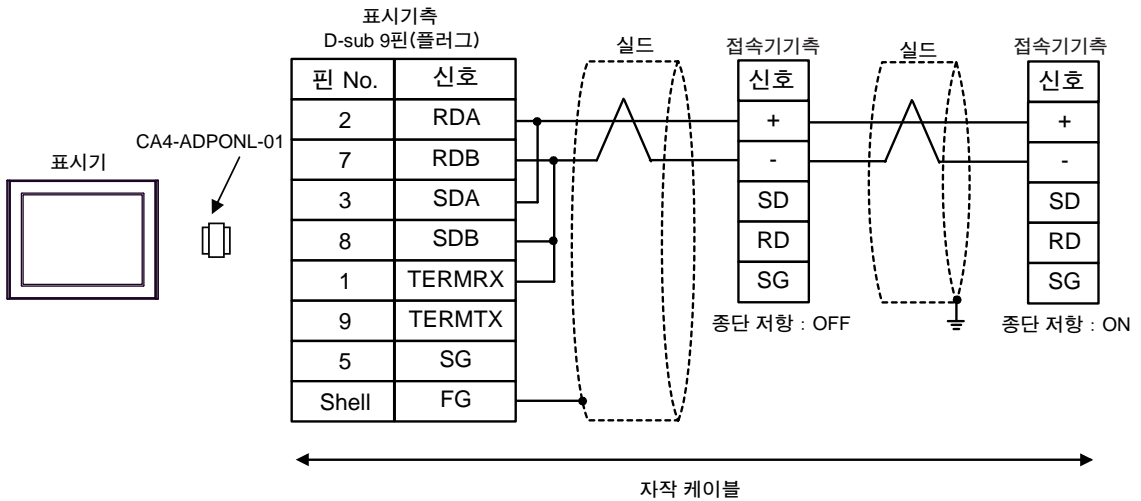 표시기측
D-sub 9핀(플러그)
실드
접속기기측
실드
접속기기측
핀 No. 신호
신호
신호
2 RDA
+
+
7 RDB
-
-
3 SDA
SD
SD
8 SDB
RD
RD
1 TERMRX
SG
SG
9 TERMTX
5 SG
Shell FG
CA4-ADPONL-01
표시기
종단 저항 : OFF
종단 저항 : ON
자작 케이블